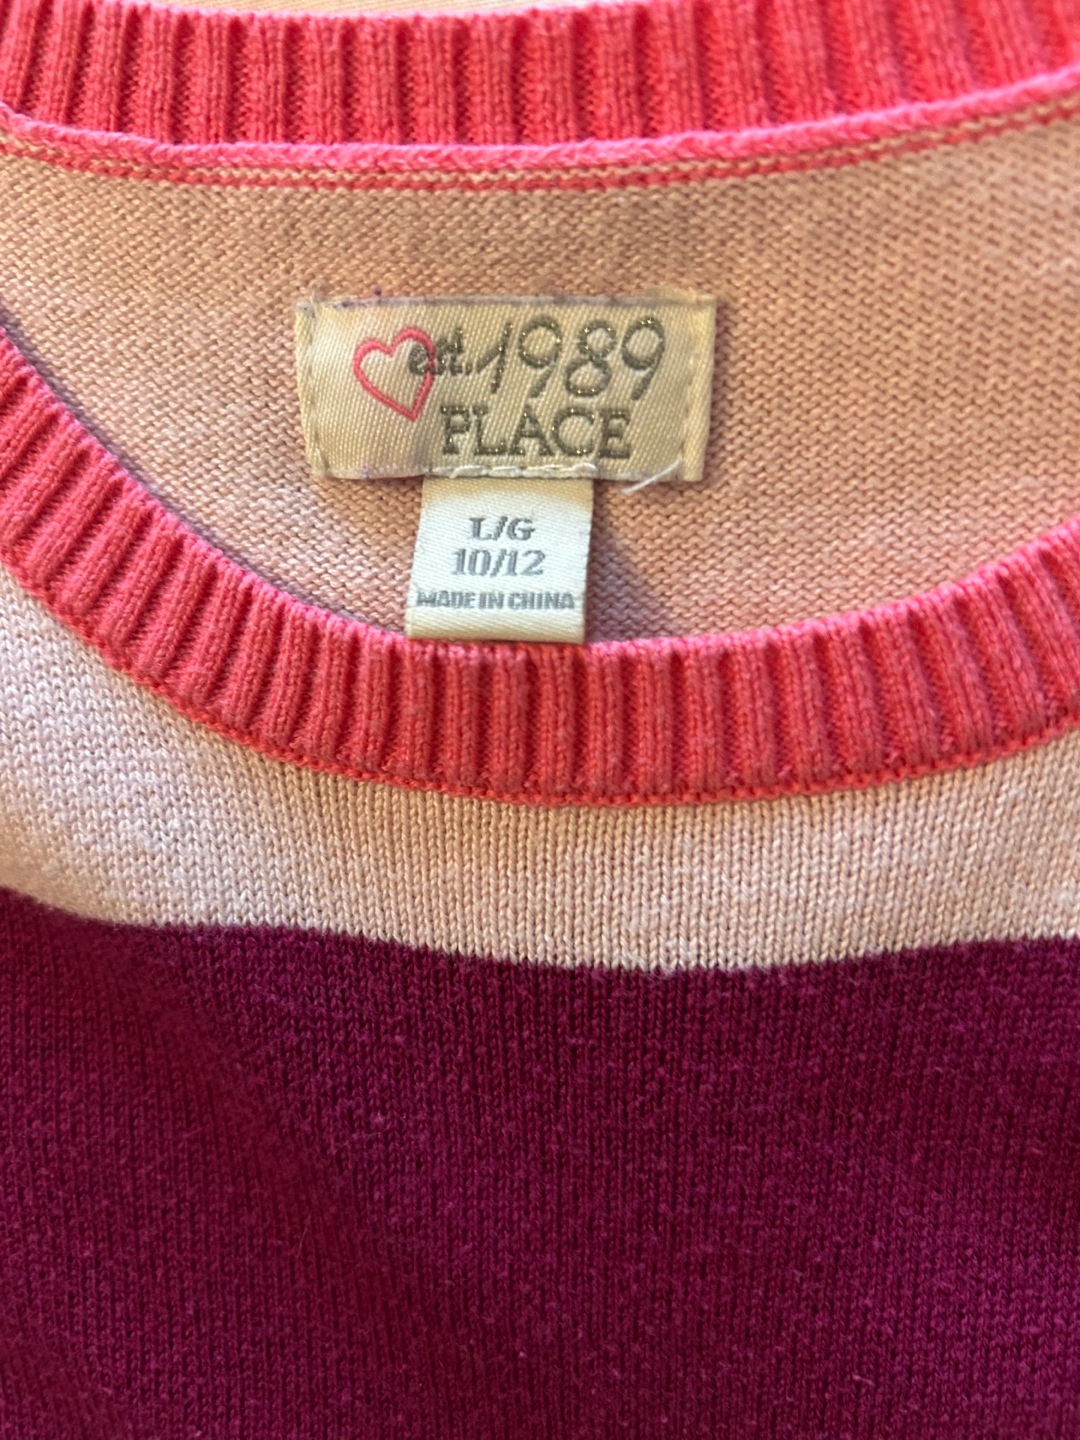 est. 1989
PLACE
L/G
10/12
MADE IN CHINA